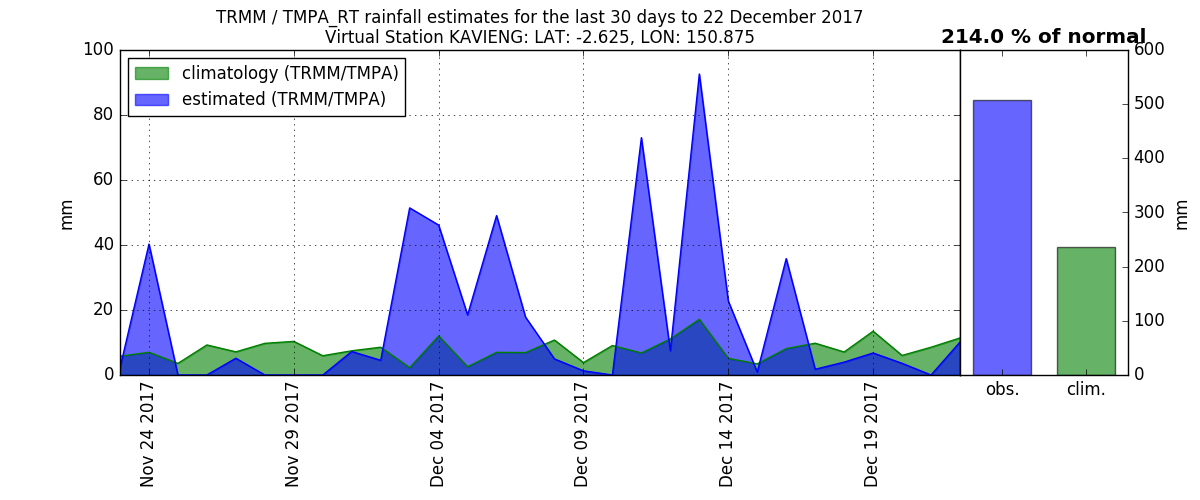 TRMM / TMPA_RT rainfall estimates for the last 30 days to 22 December 2017
Virtual Station KAVIENG: LAT: -2.625, LON: 150.875
214.0 % of normal
climatology (TRMM/TMPA)
estimated (TRMM/TMPA)
100
80
60
40
20
0
mm
Nov 24 2017
Nov 29 2017
Dec 04 2017
Dec 09 2017
Dec 14 2017
Dec 19 2017
600
500
400
300
200
100
0
mm
obs.
clim.